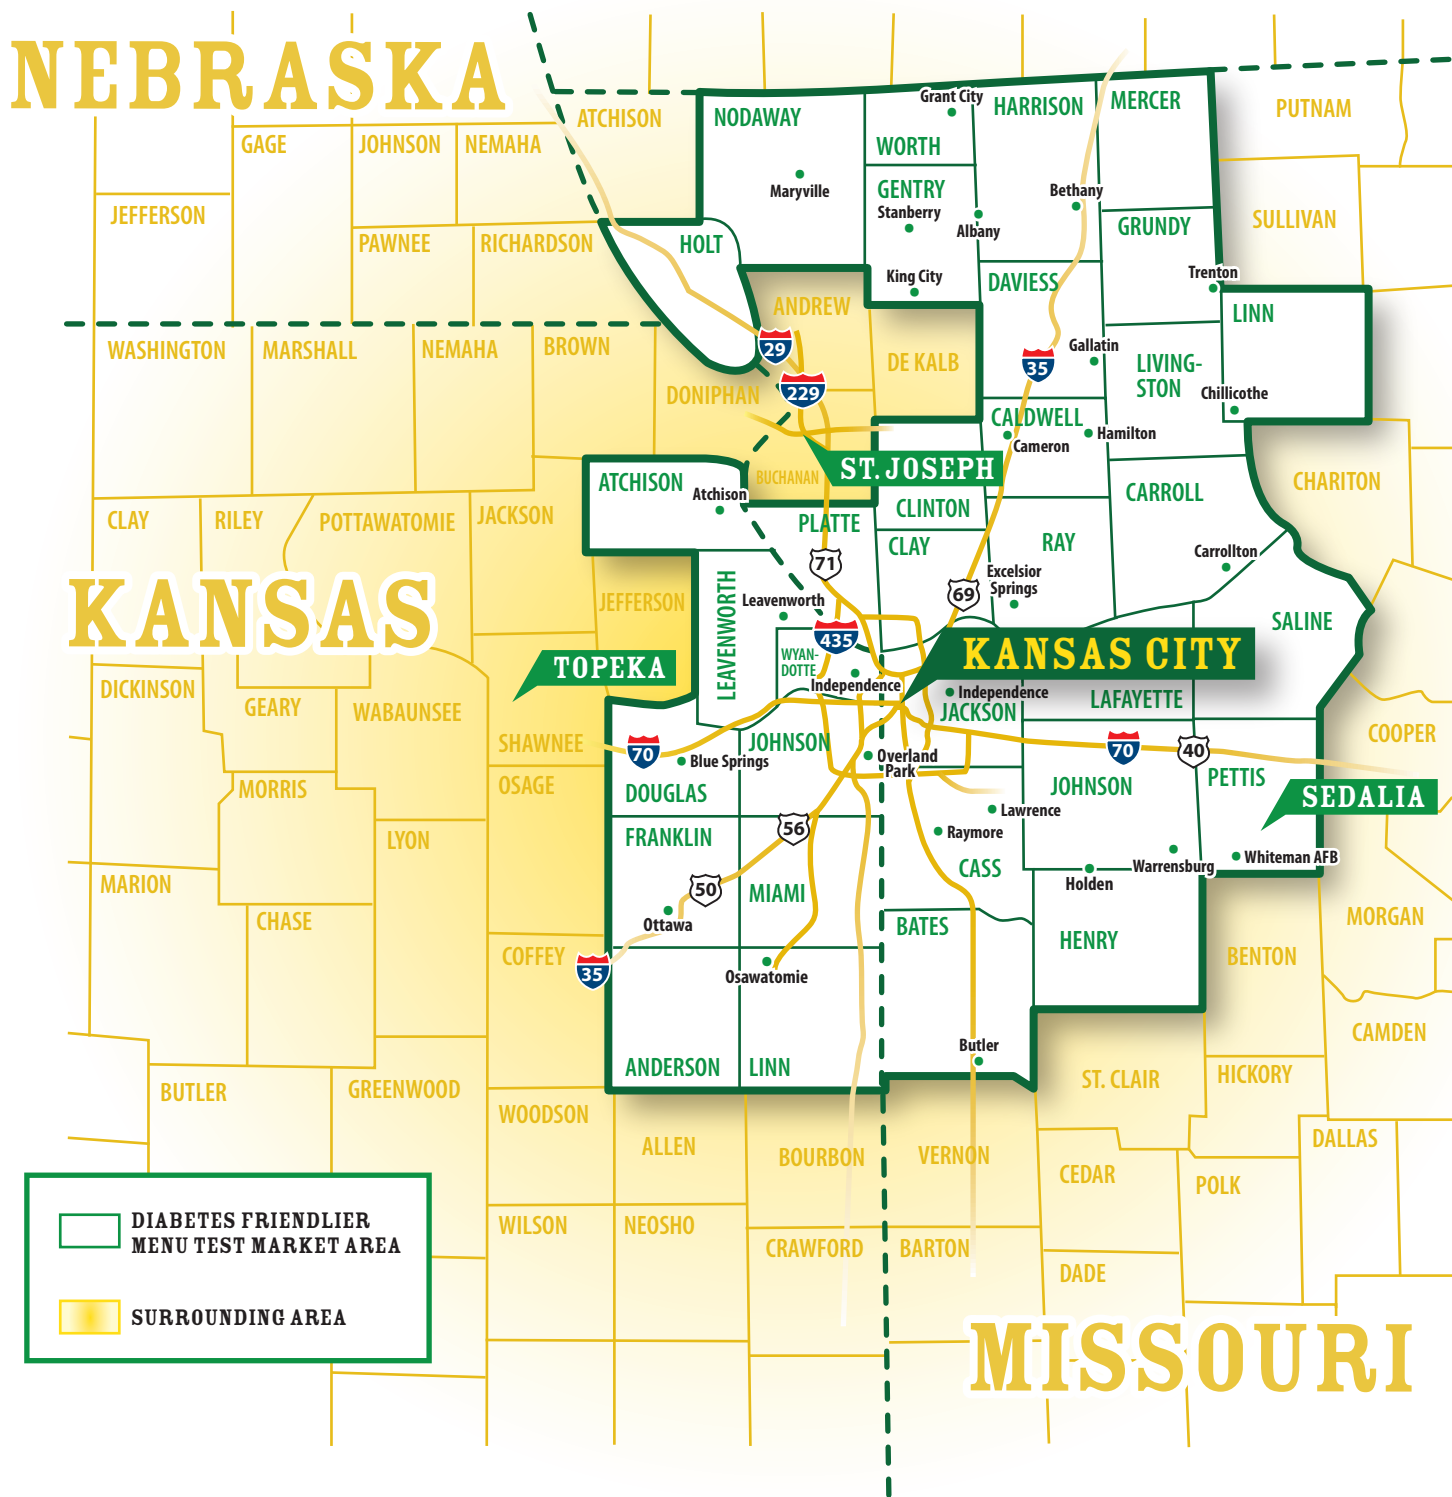 NEBRASKA
ATCHISON
NODAWAY
Grant City
HARRISON
MERCER
PUTNAM
GAGE
JOHNSON
NEMAHA
WORTH
Maryville
GENTRY
Stanberry
Bethany
JEFFERSON
SULLIVAN
GRUNDY
Albany
PAWNEE
RICHARDSON
HOLT
King City
DAVIESS
Trenton
ANDREW
LINN
WASHINGTON
MARSHALL
NEMAHA
BROWN
29
Gallatin
DE KALB
35
LIVING-
STON
DONIPHAN
229
Chillicothe
CALDWELL
Cameron
Hamilton
ST. JOSEPH
BUCHANAN
ATCHISON
Atchison
CHARITON
CARROLL
CLAY
RILEY
POTTAWATOMIE
JACKSON
PLATTE
CLINTON
CLAY
RAY
Carrollton
71
Excelsior
Springs
69
KANSAS
JEFFERSON
LEAVENWORTH
Leavenworth
SALINE
435
WYAN-
DOTTE
KANSAS CITY
TOPEKA
Independence
Independence
DICKINSON
GEARY
WABAUNSEE
JACKSON
LAFAYETTE
SHAWNEE
70
JOHNSON
Blue Springs
Overland
Park
70
40
COOPER
OSAGE
DOUGLAS
JOHNSON
PETTIS
SEDALIA
MORRIS
Lawrence
LYON
FRANKLIN
56
Raymore
CASS
Warrensburg
Whiteman AFB
MARION
50
MIAMI
Holden
CHASE
Ottawa
BATES
HENRY
MORGAN
COFFEY
35
Osawatomie
BENTON
CAMDEN
Butler
ANDERSON
LINN
BUTLER
GREENWOOD
ST. CLAIR
HICKORY
WOODSON
ALLEN
BOURBON
VERNON
DALLAS
CEDAR
POLK
DIABETES FRIENDLIER
MENU TEST MARKET AREA
WILSON
NEOSHO
CRAWFORD
BARTON
DADE
SURROUNDING AREA
MISSOURI